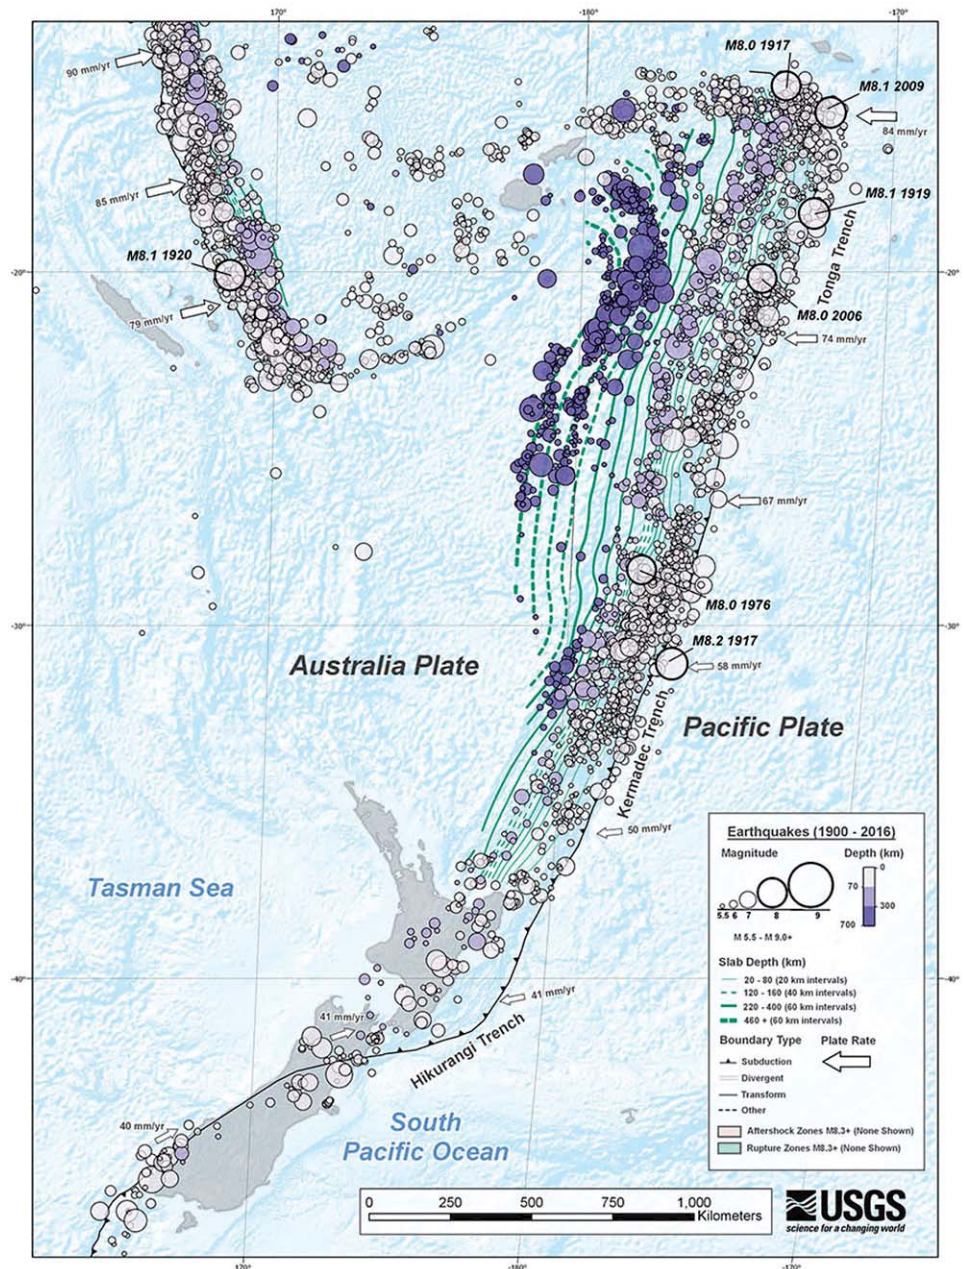 170°
-180°
-170°
M8.0 1917
90 mm/yr
M8.1 2009
84 mm/yr
85 mm/yr
M8.1 1919
M8.1 1920
-20°
-20°
Tonga Trench
79 mm/yr
M8.0 2006
74 mm/yr
67 mm/yr
M8.0 1976
-30°
-30°
M8.2 1917
Australia Plate
58 mm/yr
Pacific Plate
Kermadec Trench
50 mm/yr
Tasman Sea
-40°
-40°
41 mm/yr
41 mm/yr
Hikurangi Trench
40 mm/yr
South
Pacific Ocean
Earthquakes (1900 - 2016)
Magnitude
Depth (km)
0
70
300
700
5.5 6 7 8 9
M 5.5 - M 9.0+
Slab Depth (km)
20 - 80 (20 km intervals)
120 - 160 (40 km intervals)
220 - 400 (60 km intervals)
460 + (60 km intervals)
Boundary Type Plate Rate
Subduction
Divergent
Transform
Other
Aftershock Zones M8.3+ (None Shown)
Rupture Zones M8.3+ (None Shown)
0 250 500 750 1,000
Kilometers
USGS
science for a changing world
170°
-180°
-170°